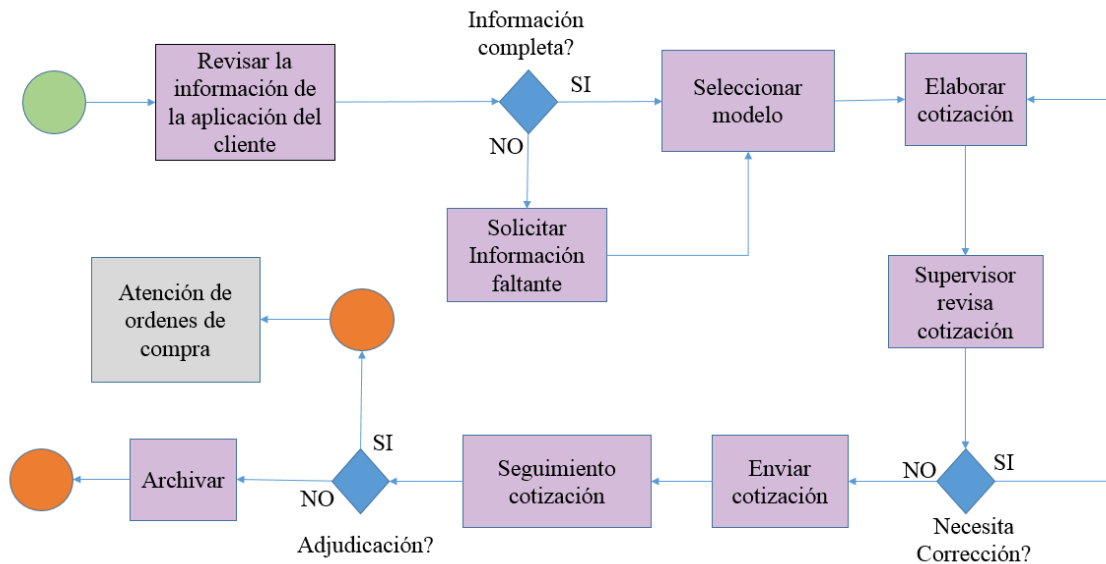 Información
completa?
Revisar la
información de
la aplicación del
cliente
SI
Seleccionar
modelo
Elaborar
cotización
NO
Solicitar
Información
faltante
Supervisor
revisa
cotización
Atención de
ordenes de
compra
SI
Archivar
NO
Adjudicación?
Seguimiento
cotización
Enviar
cotización
NO
SI
Necesita
Corrección?